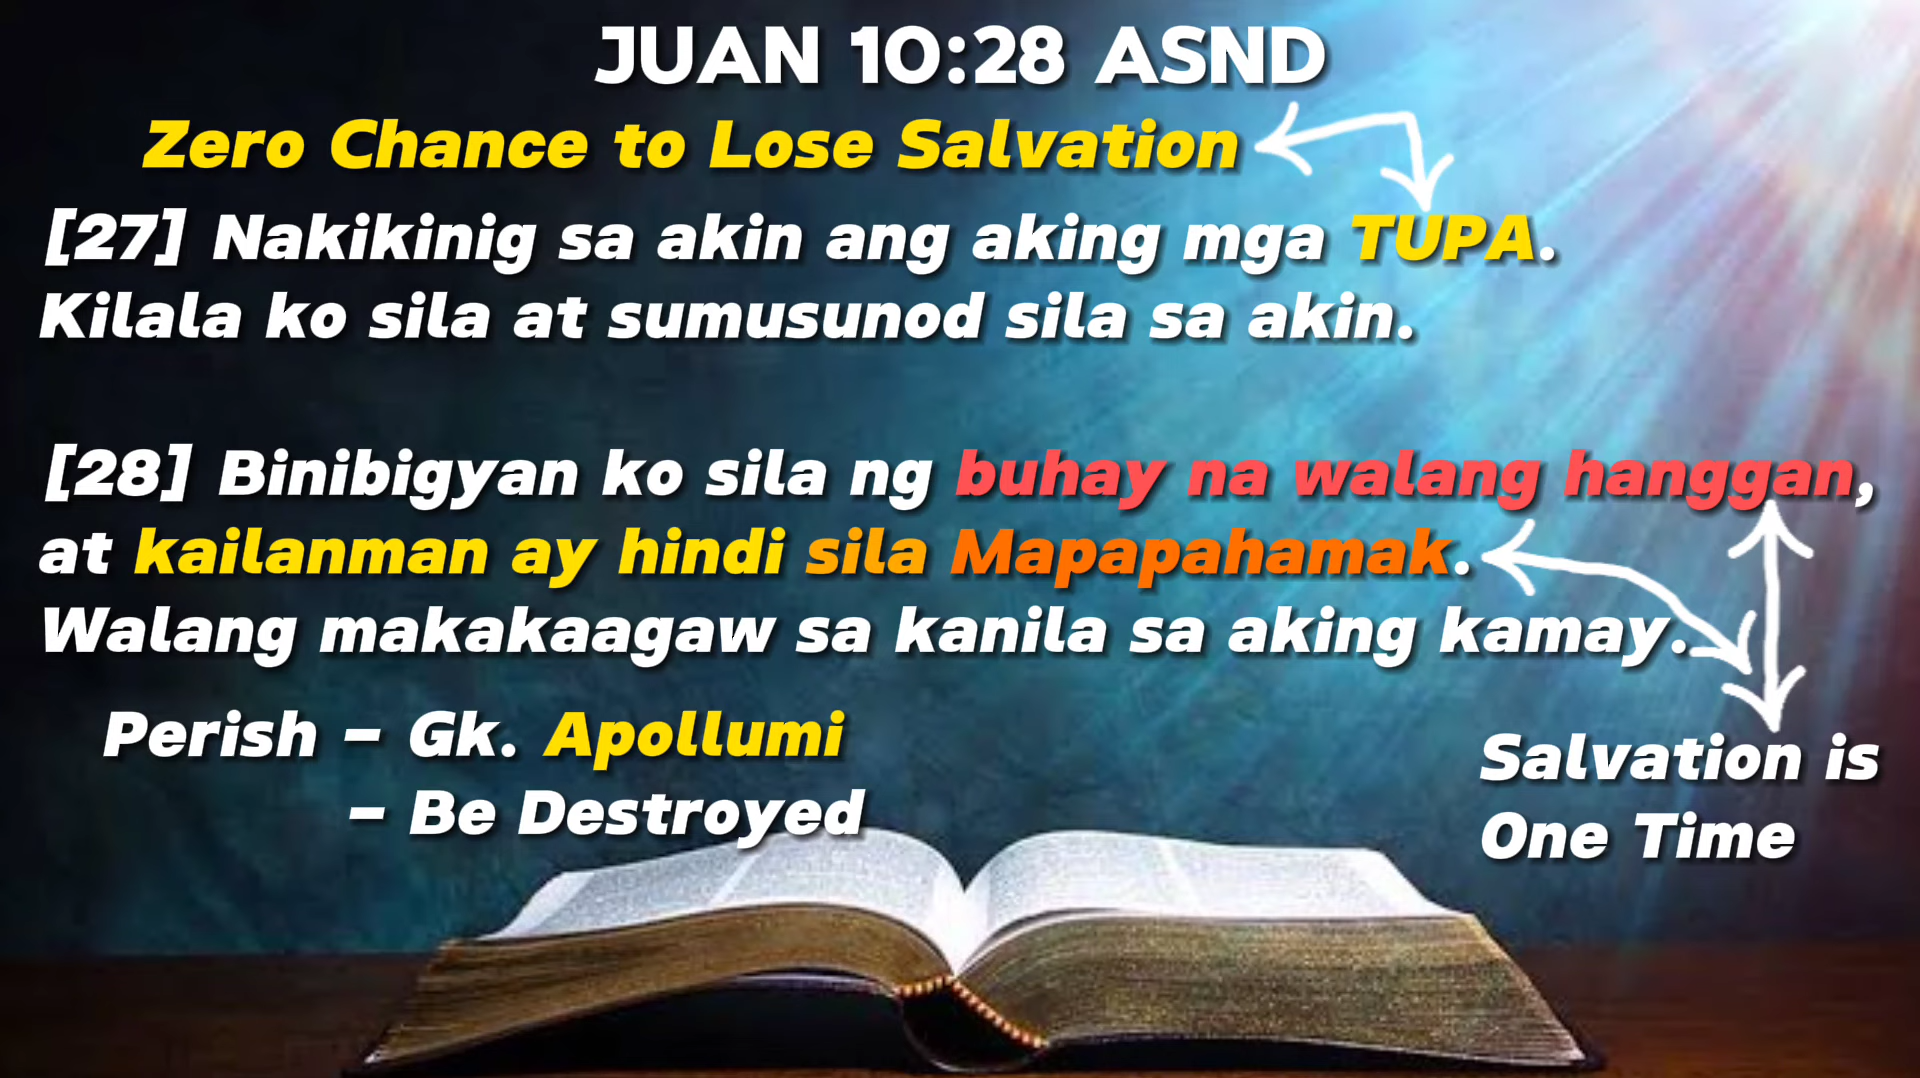 JUAN 10:28 ASND
Zero Chance to Lose Salvation
[27] Nakikinig sa akin ang aking mga TUPA.
Kilala ko sila at sumusunod sila sa akin.
[28] Binibigyan ko sila ng buhay na walang hanggan,
at kailanman ay hindi sila Mapapahamak.
Walang makakaagaw sa kanila sa aking kamay.
Perish – Gk. Apollumi
– Be Destroyed
Salvation is
One Time